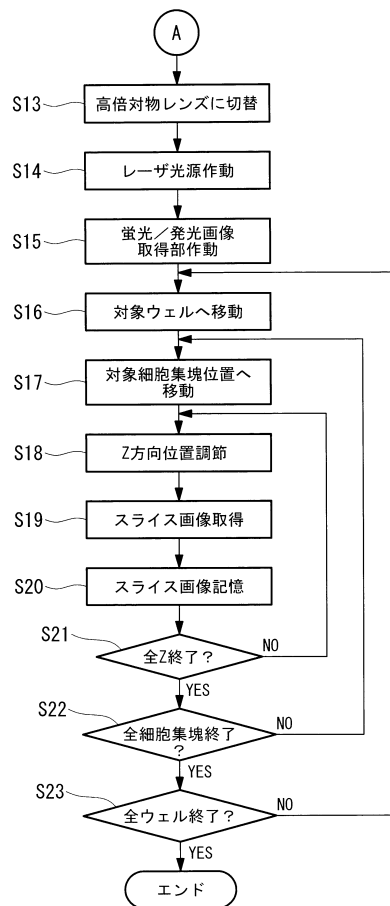 A
S13
高倍対物レンズに切替
S14
レーザ光源作動
S15
蛍光/発光画像
取得部作動
S16
対象ウェルへ移動
S17
対象細胞集塊位置へ
移動
S18
Z方向位置調節
S19
スライス画像取得
S20
スライス画像記憶
S21
全Z終了?
NO
YES
S22
全細胞集塊終了
?
NO
YES
S23
全ウェル終了?
NO
YES
エンド